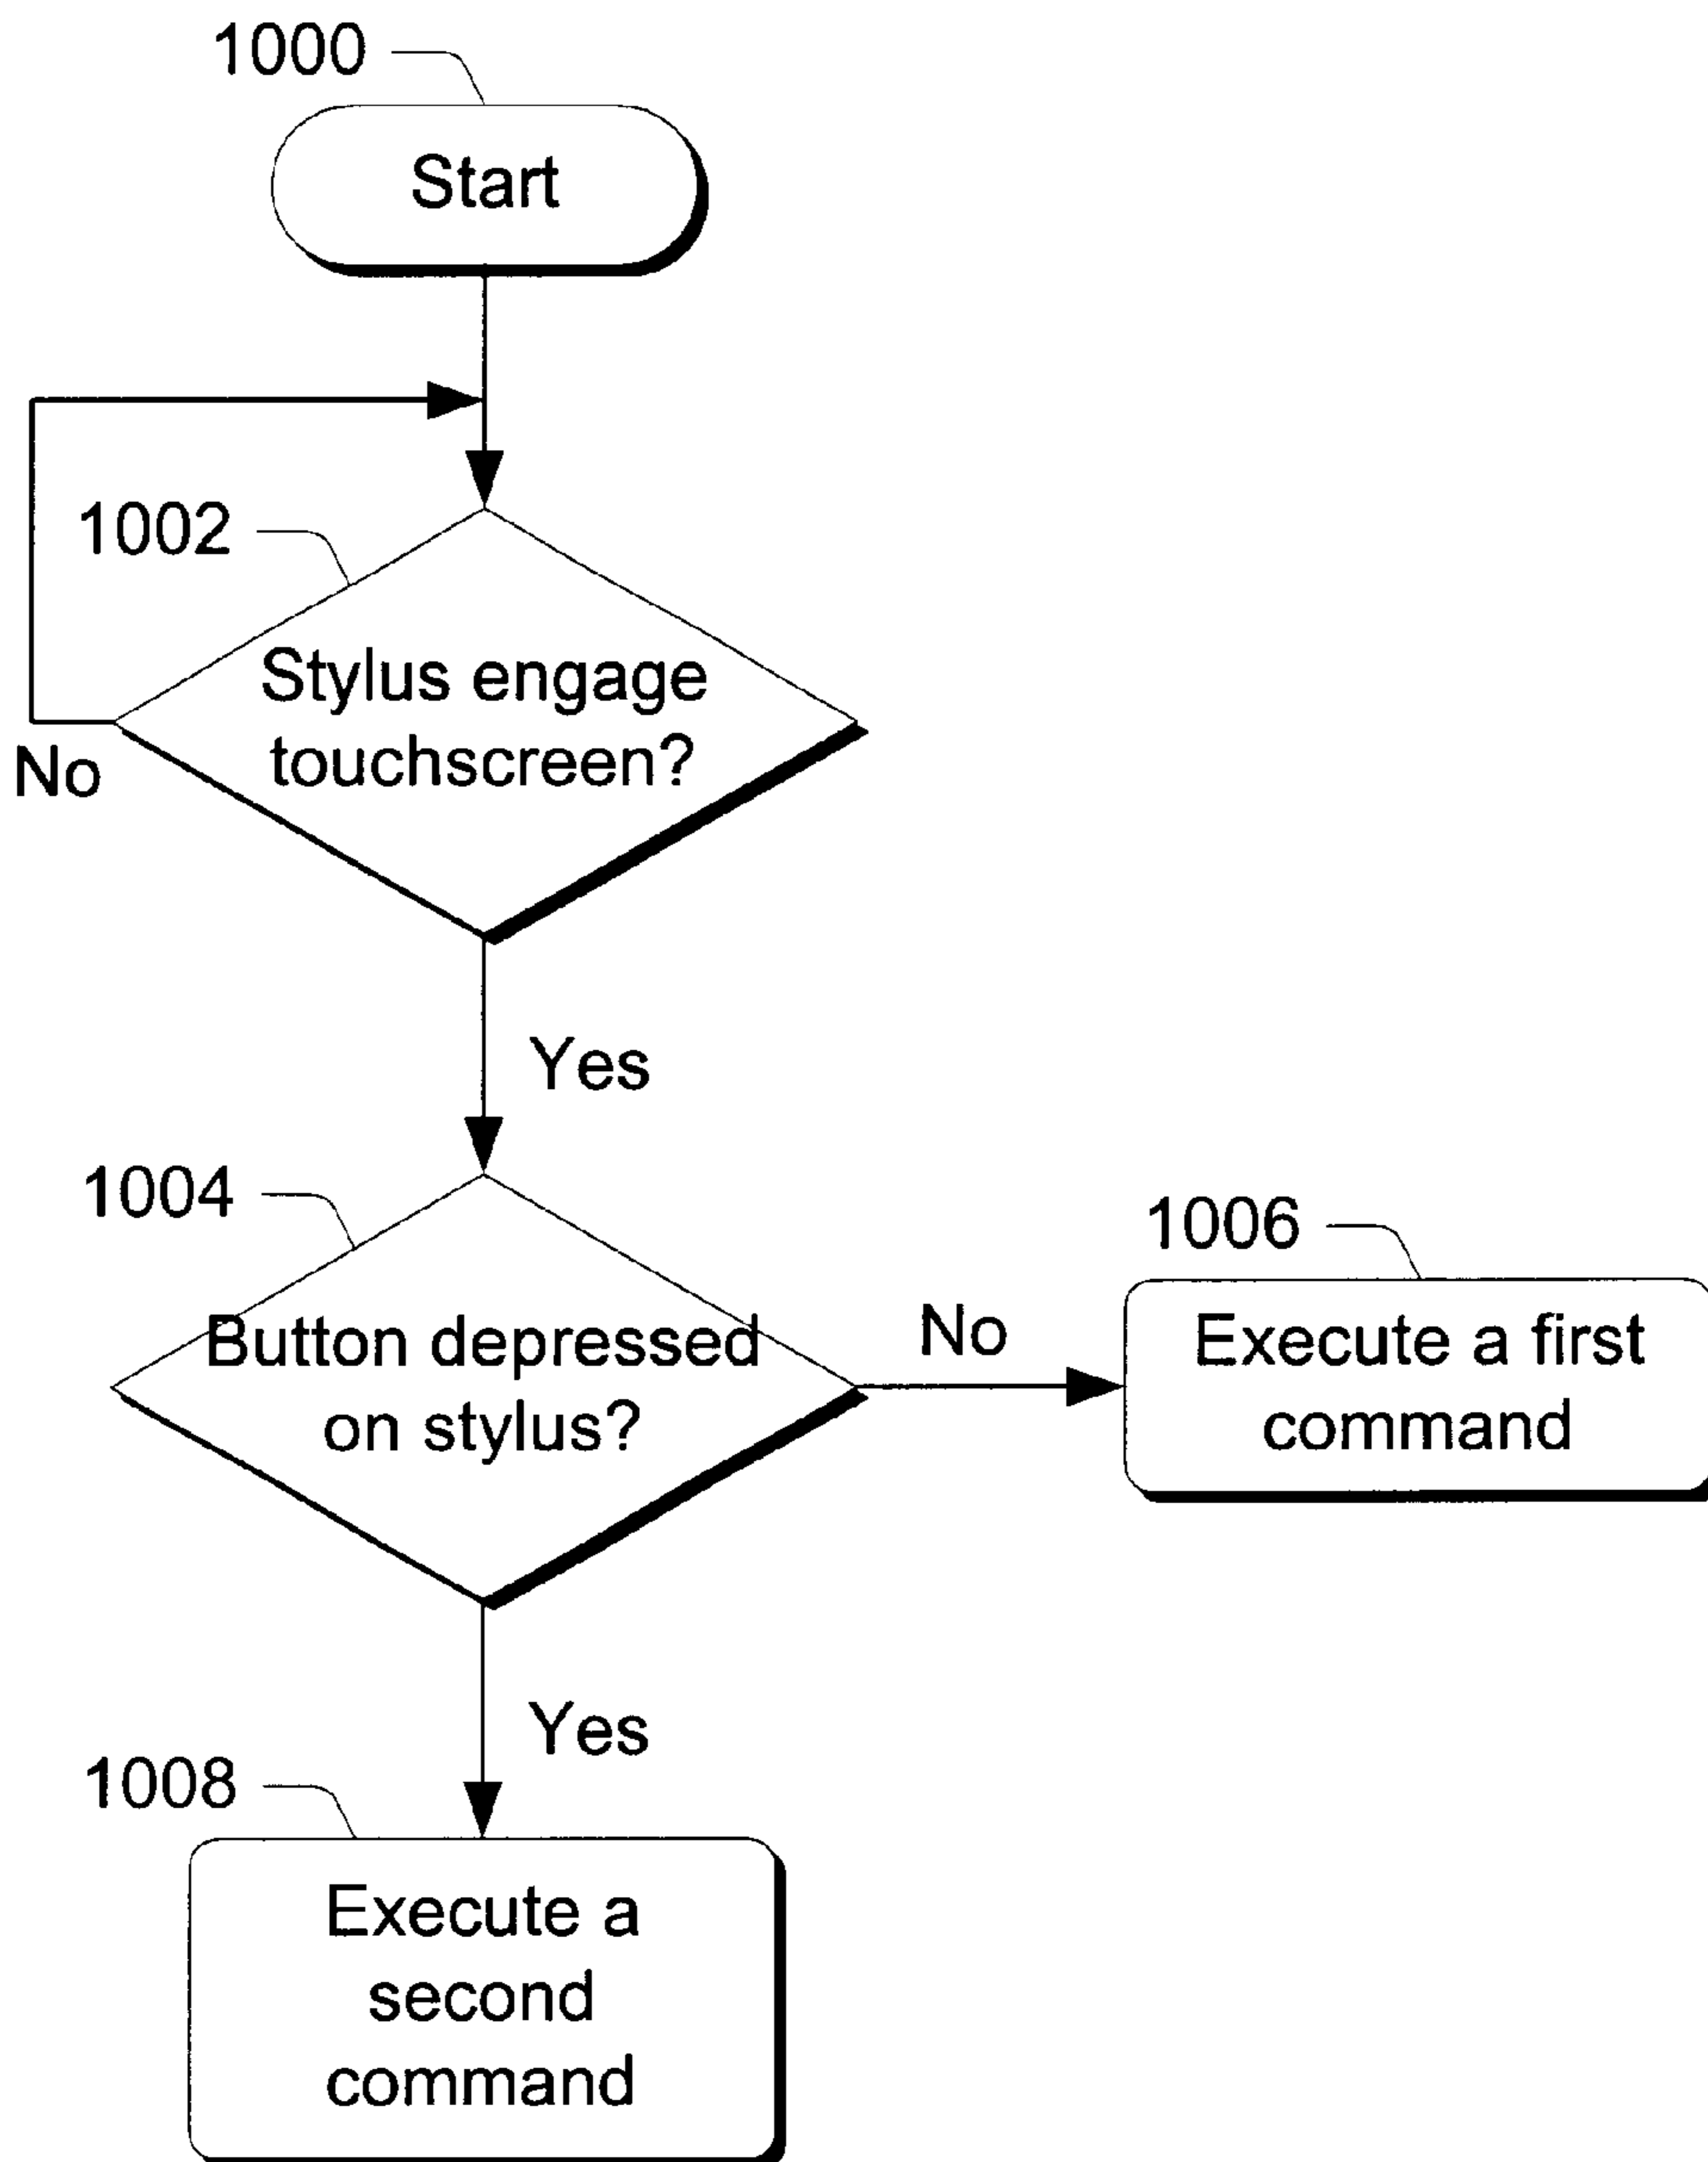 1000
Start
1002
Stylus engage
touchscreen?
No
Yes
1004
Button depressed
on stylus?
No
1006
Execute a first
command
Yes
1008
Execute a
second
command